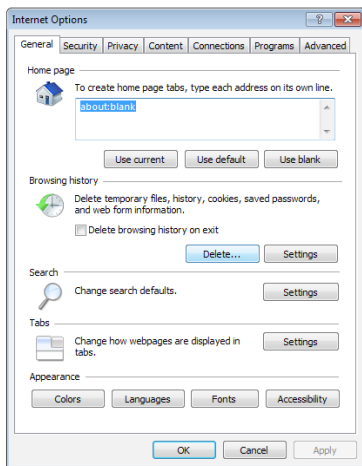 Internet Options
General Security Privacy Content Connections Programs Advanced
Home page
To create home page tabs, type each address on its own line.
about:blank
Use current Use default Use blank
Browsing history
Delete temporary files, history, cookies, saved passwords,
and web form information.
Delete browsing history on exit
Delete... Settings
Search
Change search defaults. Settings
Tabs
Change how webpages are displayed in
tabs. Settings
Appearance
Colors Languages Fonts Accessibility
OK Cancel Apply